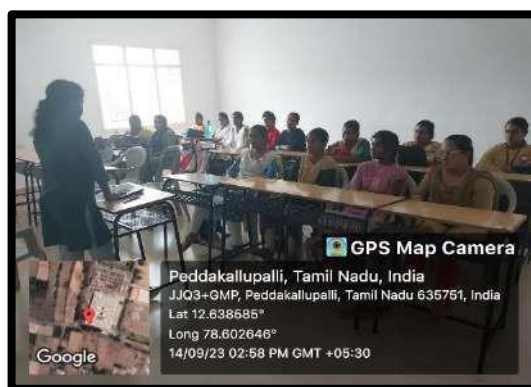 GPS Map Camera
Peddakallupalli, Tamil Nadu, India
JJQ3+GMP, Peddakallupalli, Tamil Nadu 635751, India
Lat 12.638585°
Long 78.602646°
14/09/23 02:58 PM GMT +05:30
Google